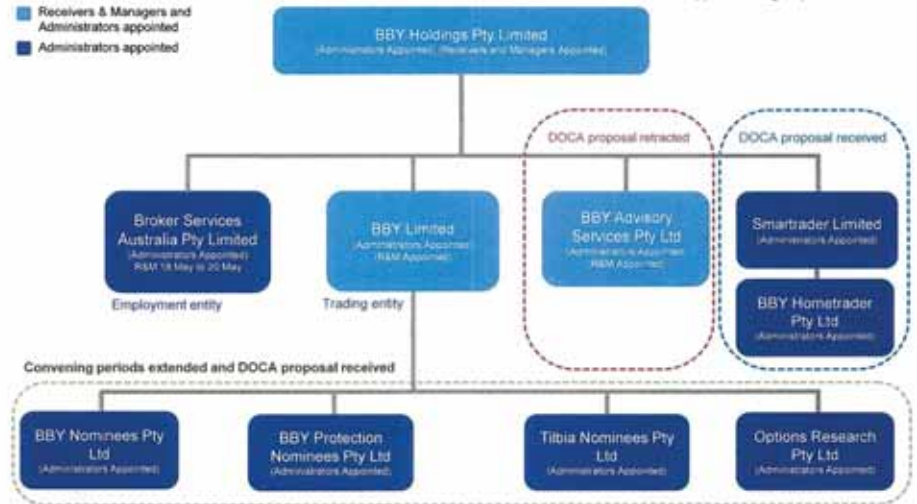 Receivers & Managers and
Administrators appointed
Administrators appointed
BBY Holdings Pty Limited
(Administrators Appointed) (Receivers and Managers Appointed)
DOCA proposal retracted
DOCA proposal received
Broker Services
Australia Pty Limited
(Administrators Appointed)
R&M 18 May to 20 May
Employment entity
BBY Limited
(Administrators Appointed
R&M Appointed)
Trading entity
BBY Advisory
Services Pty Ltd
(Administrators Appointed
R&M Appointed)
Smartrader Limited
(Administrators Appointed)
BBY Hometrader
Pty Ltd
(Administrators Appointed)
Convening periods extended and DOCA proposal received
BBY Nominees Pty
Ltd
(Administrators Appointed)
BBY Protection
Nominees Pty Ltd
(Administrators Appointed)
Tilbia Nominees Pty
Ltd
(Administrators Appointed)
Options Research
Pty Ltd
(Administrators Appointed)